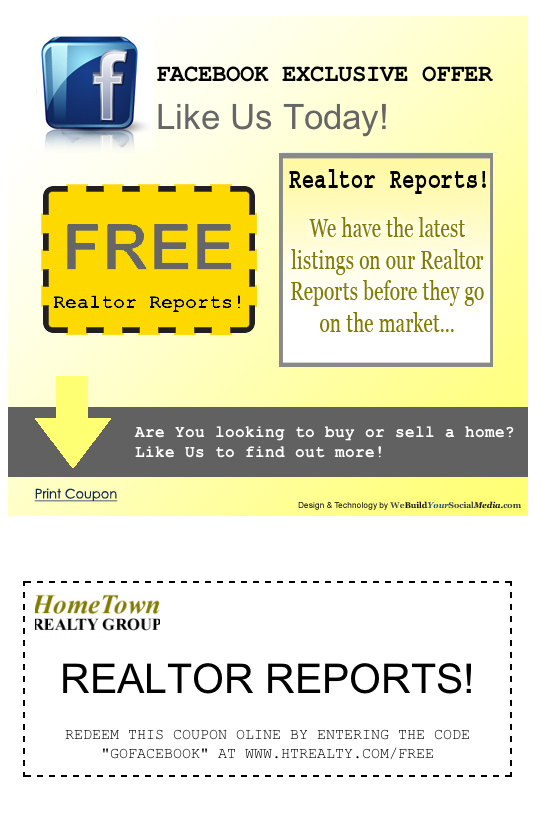 f
FACEBOOK EXCLUSIVE OFFER
Like Us Today!
FREE
Realtor Reports!
Realtor Reports!
We have the latest
listings on our Realtor
Reports before they go
on the market...
Are You looking to buy or sell a home?
Like Us to find out more!
Print Coupon
Design & Technology by WeBuildYourSocialMedia.com
HomeTown
REALTY GROUP
REALTOR REPORTS!
REDEEM THIS COUPON OLINE BY ENTERING THE CODE
"GOFACEBOOK" AT WWW.HTREALTY.COM/FREE